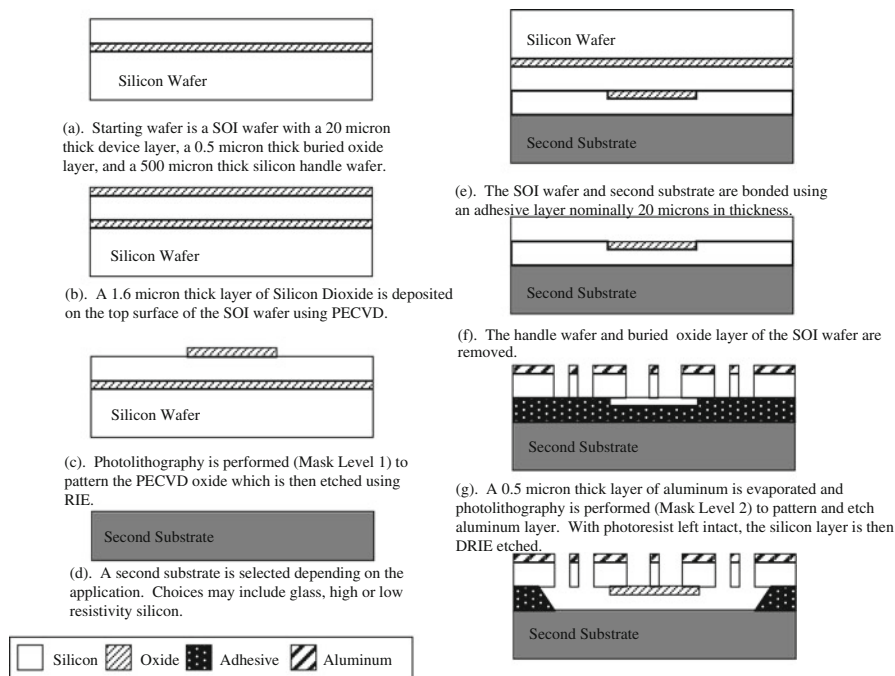 Silicon Wafer
(a). Starting wafer is a SOI wafer with a 20 micron
thick device layer, a 0.5 micron thick buried oxide
layer, and a 500 micron thick silicon handle wafer.
Silicon Wafer
(b). A 1.6 micron thick layer of Silicon Dioxide is deposited
on the top surface of the SOI wafer using PECVD.
Silicon Wafer
(c). Photolithography is performed (Mask Level 1) to
pattern the PECVD oxide which is then etched using
RIE.
Second Substrate
(d). A second substrate is selected depending on the
application. Choices may include glass, high or low
resistivity silicon.
Silicon Oxide Adhesive Aluminum
Silicon Wafer
Second Substrate
(e). The SOI wafer and second substrate are bonded using
an adhesive layer nominally 20 microns in thickness.
Second Substrate
(f). The handle wafer and buried oxide layer of the SOI wafer are
removed.
Second Substrate
(g). A 0.5 micron thick layer of aluminum is evaporated and
photolithography is performed (Mask Level 2) to pattern and etch
aluminum layer. With photoresist left intact, the silicon layer is then
DRIE etched.
Second Substrate